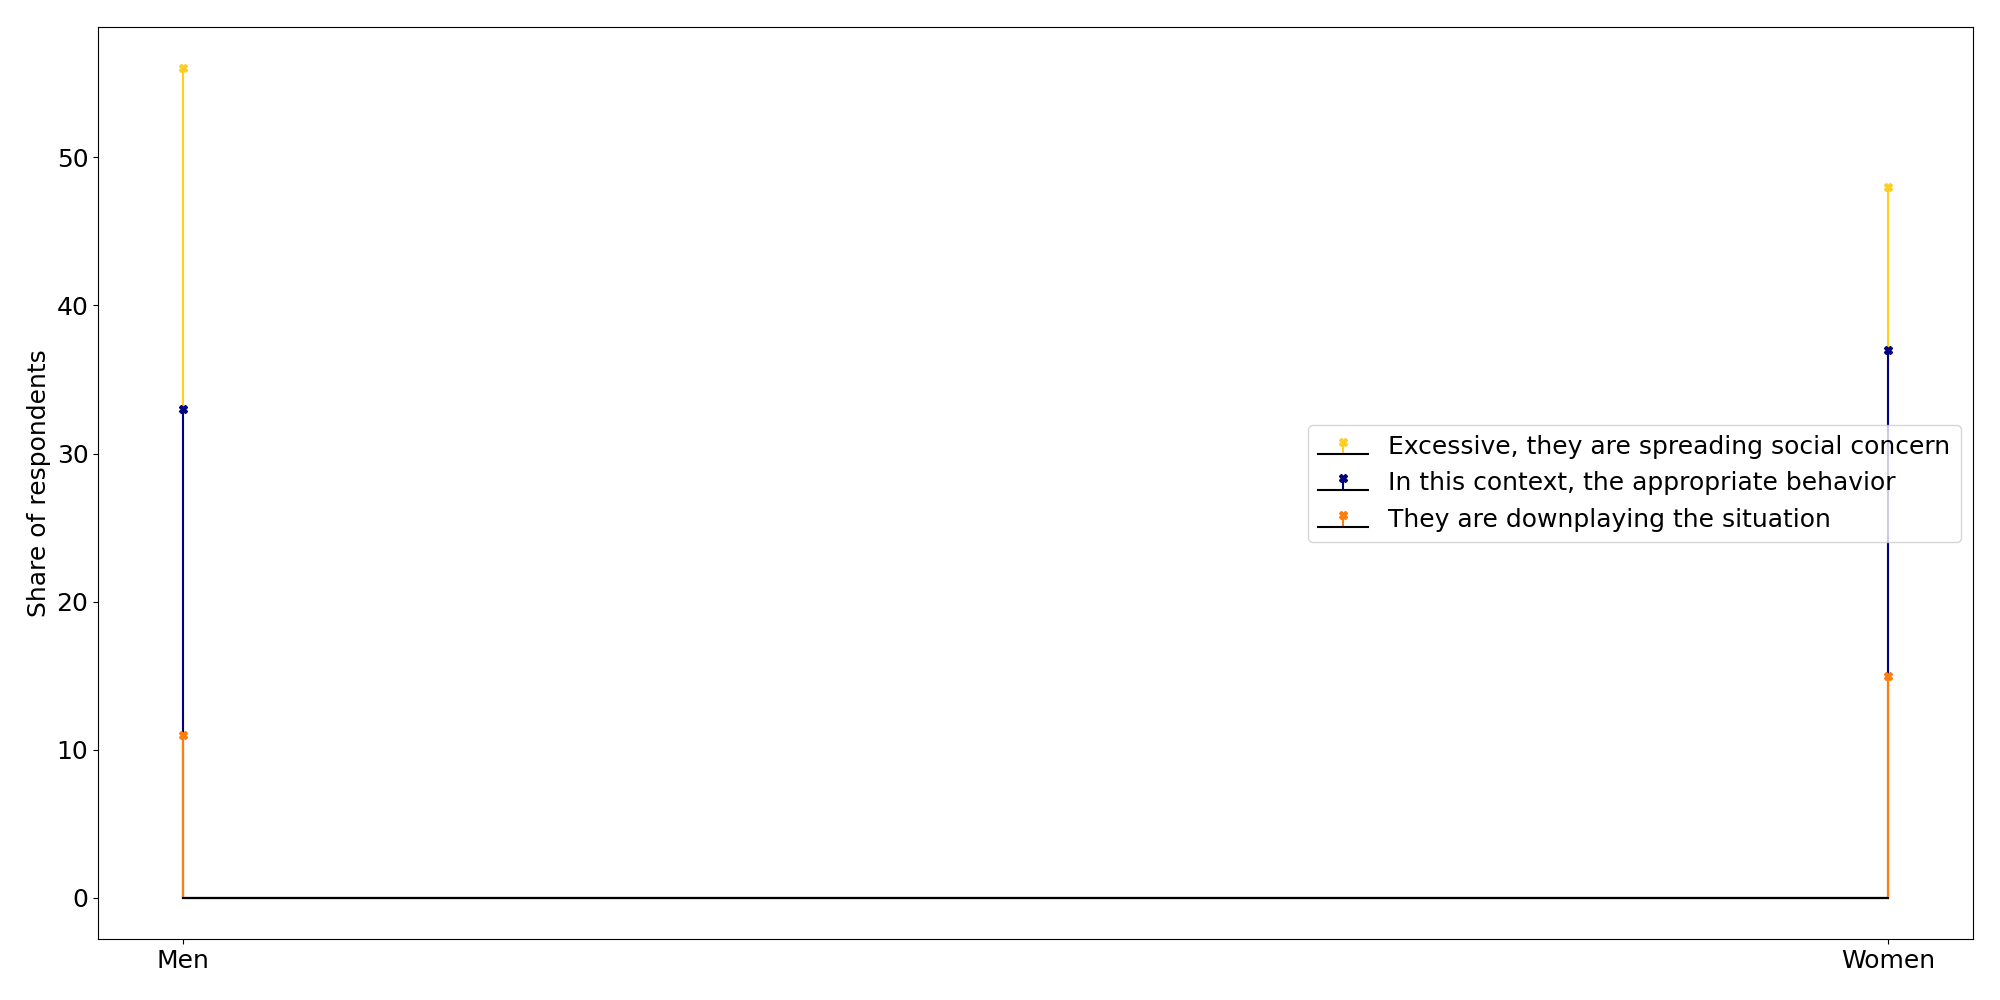 Share of respondents
50
40
30
20
10
0
Men
Women
Excessive, they are spreading social concern
In this context, the appropriate behavior
They are downplaying the situation